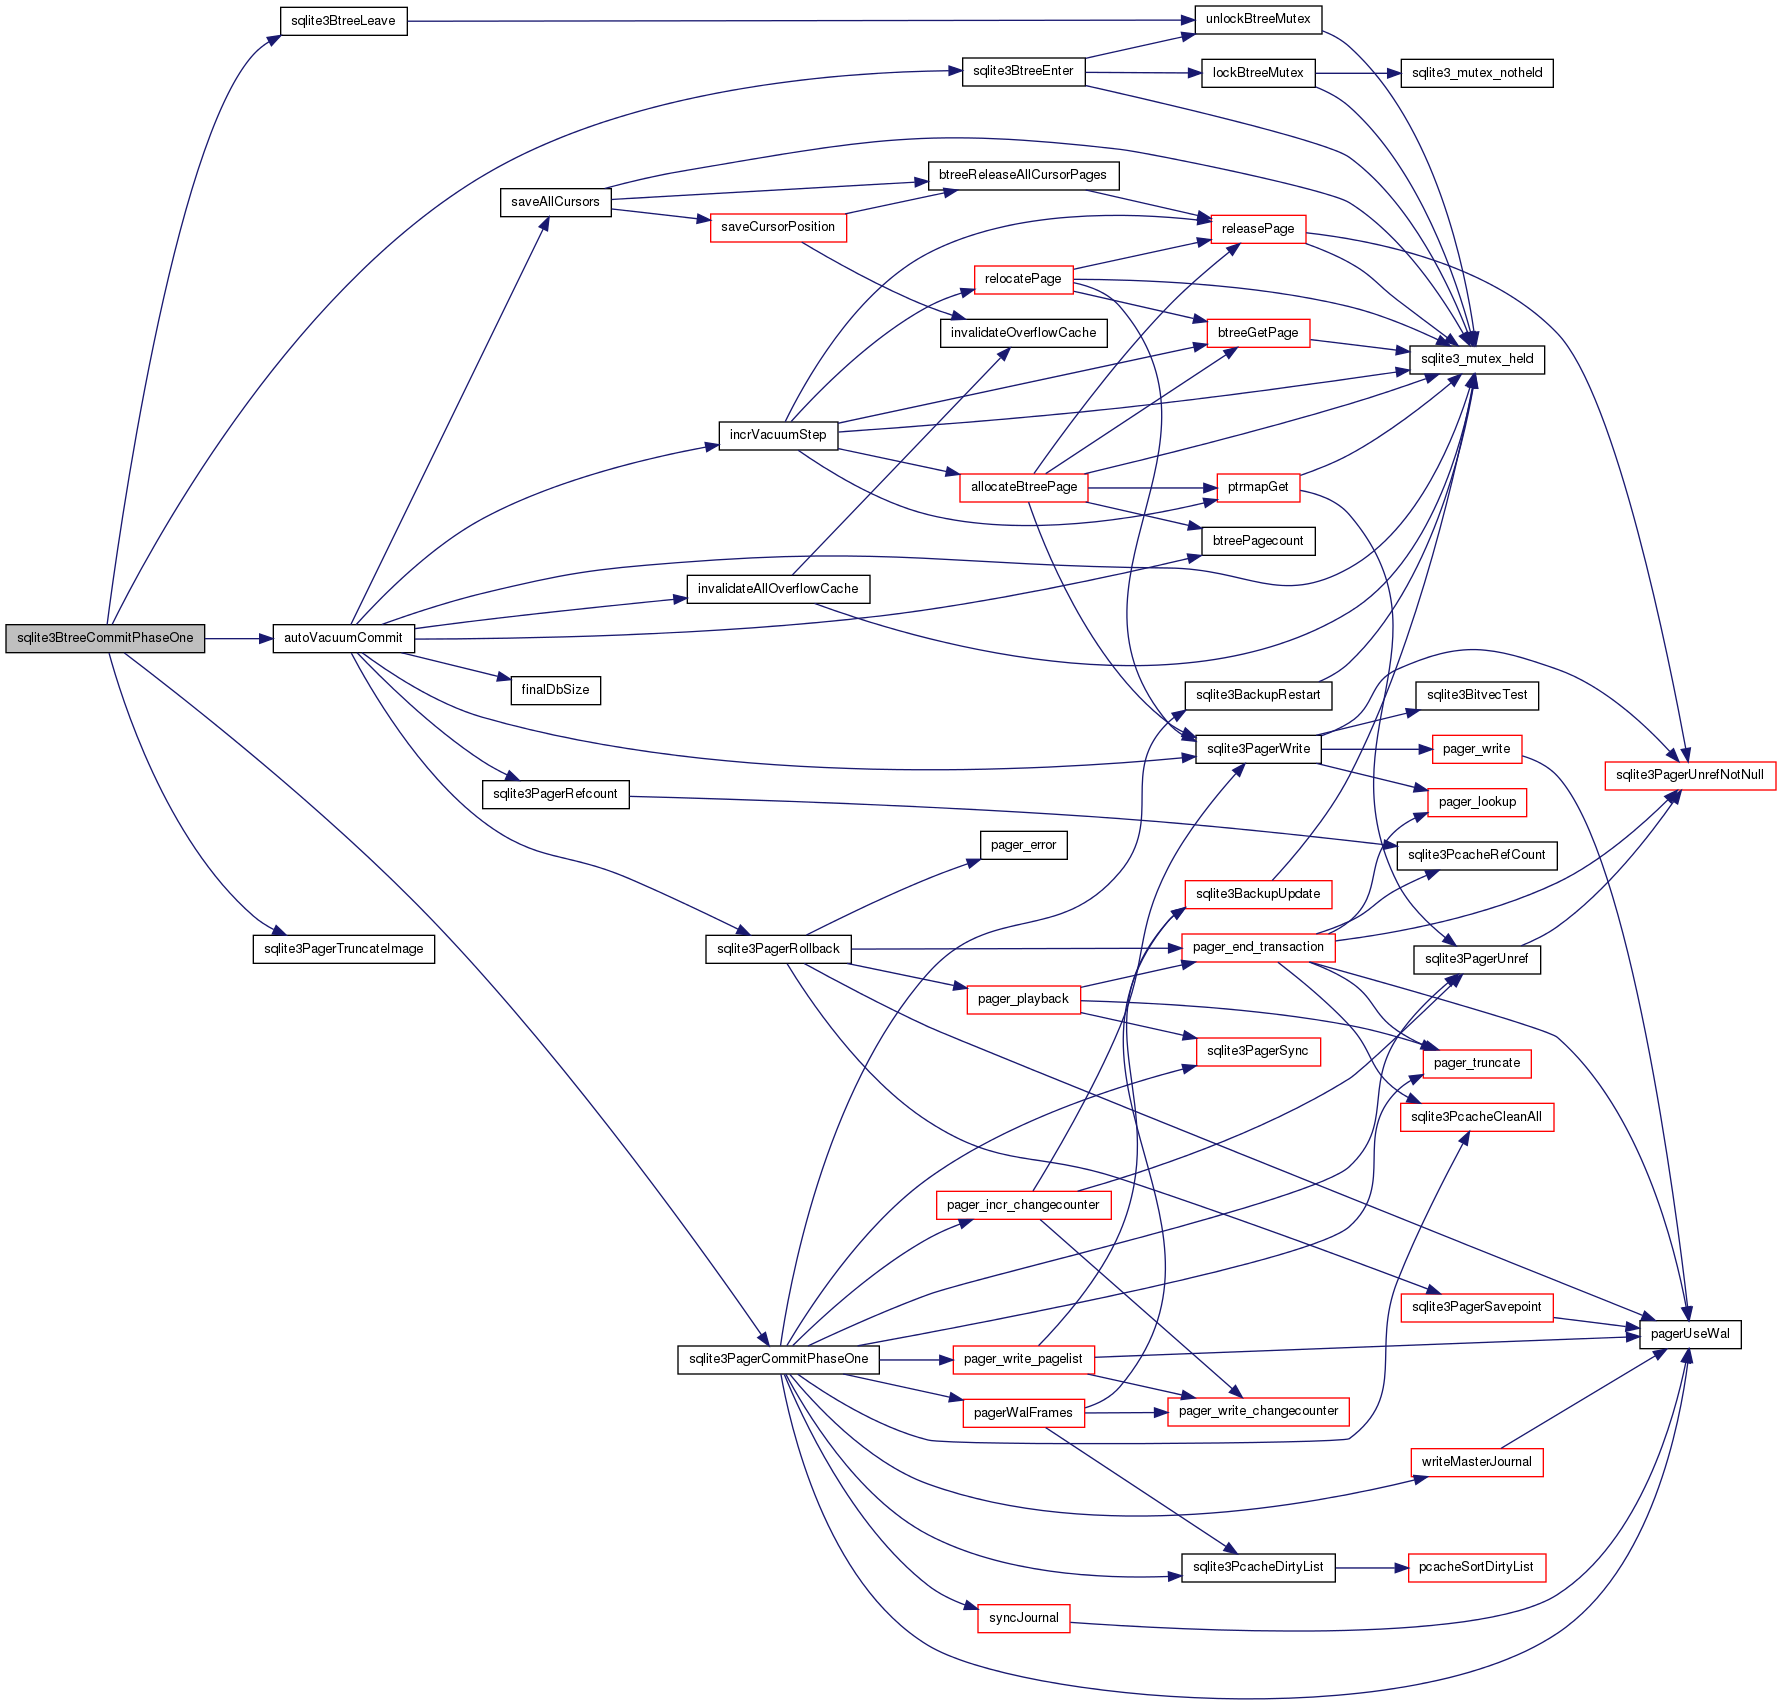 sqlite3BtreeLeave
unlockBtreeMutex
sqlite3BtreeEnter
lockBtreeMutex
sqlite3_mutex_notheld
btreeReleaseAllCursorPages
saveAllCursors
saveCursorPosition
releasePage
relocatePage
invalidateOverflowCache
btreeGetPage
sqlite3_mutex_held
incrVacuumStep
allocateBtreePage
ptrmapGet
btreePagecount
invalidateAllOverflowCache
sqlite3BtreeCommitPhaseOne
autoVacuumCommit
finalDbSize
sqlite3BackupRestart
sqlite3BitvecTest
sqlite3PagerWrite
pager_write
sqlite3PagerUnrefNotNull
sqlite3PagerRefcount
pager_lookup
pager_error
sqlite3PcacheRefCount
sqlite3BackupUpdate
sqlite3PagerTruncateImage
sqlite3PagerRollback
pager_end_transaction
sqlite3PagerUnref
pager_playback
sqlite3PagerSync
pager_truncate
sqlite3PcacheCleanAll
pager_incr_changecounter
sqlite3PagerSavepoint
pagerUseWal
sqlite3PagerCommitPhaseOne
pager_write_pagelist
pagerWalFrames
pager_write_changecounter
writeMasterJournal
sqlite3PcacheDirtyList
pcacheSortDirtyList
syncJournal